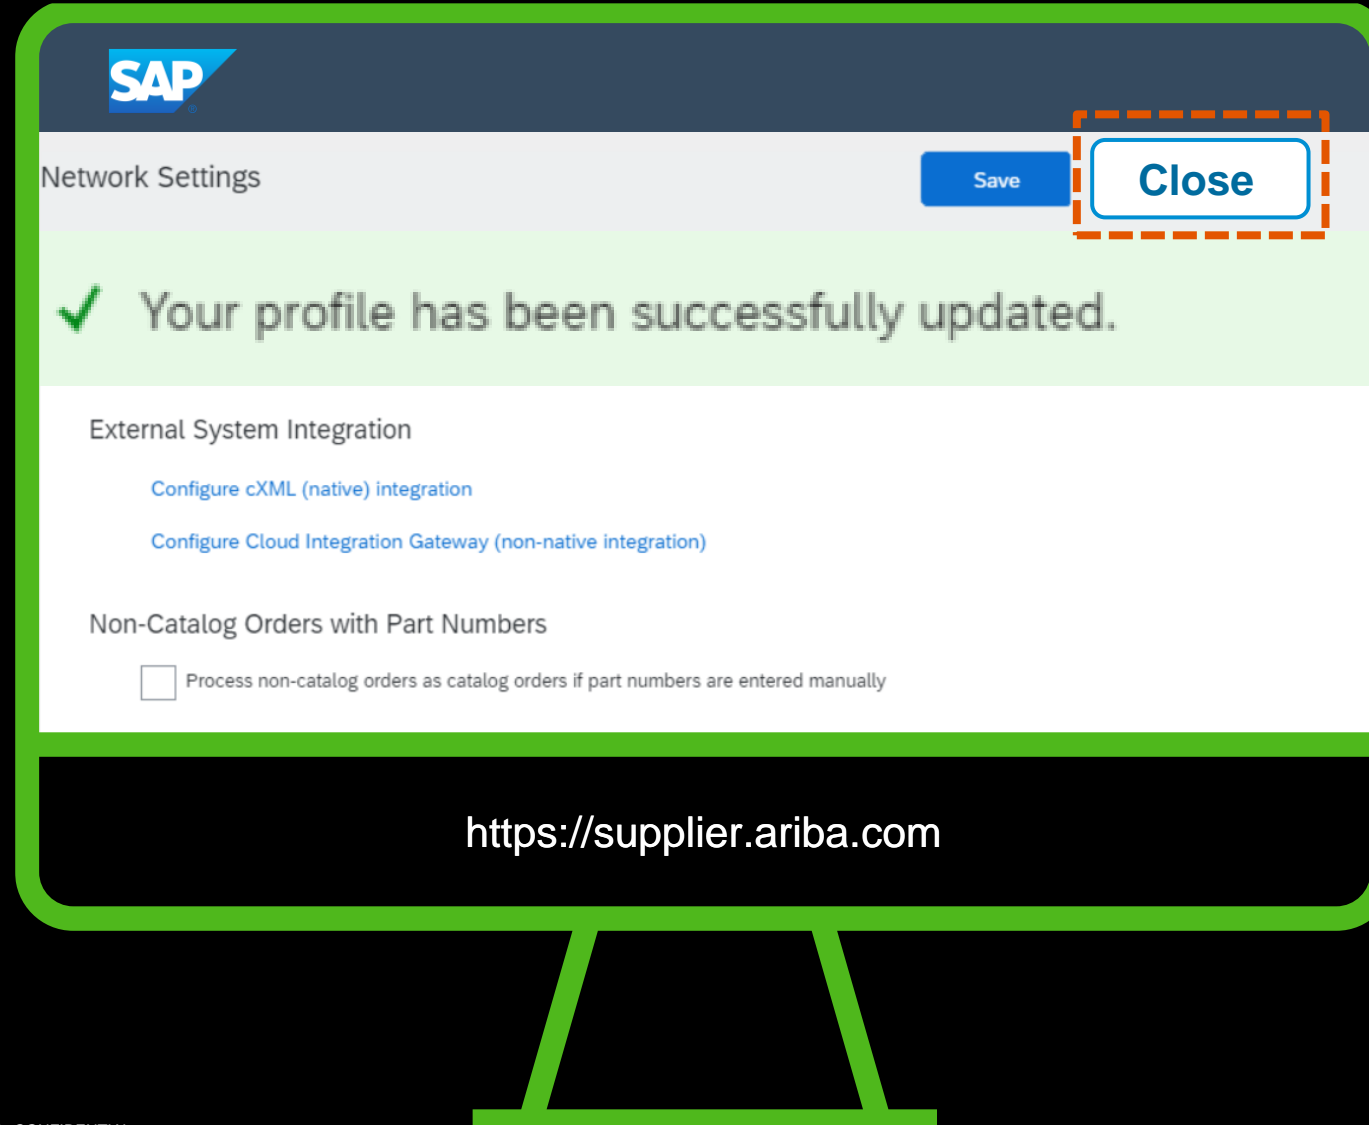 SAP
Network Settings
Save
Close
Your profile has been successfully updated.
External System Integration
Configure cXML (native) integration
Configure Cloud Integration Gateway (non-native integration)
Non-Catalog Orders with Part Numbers
Process non-catalog orders as catalog orders if part numbers are entered manually
https://supplier.ariba.com